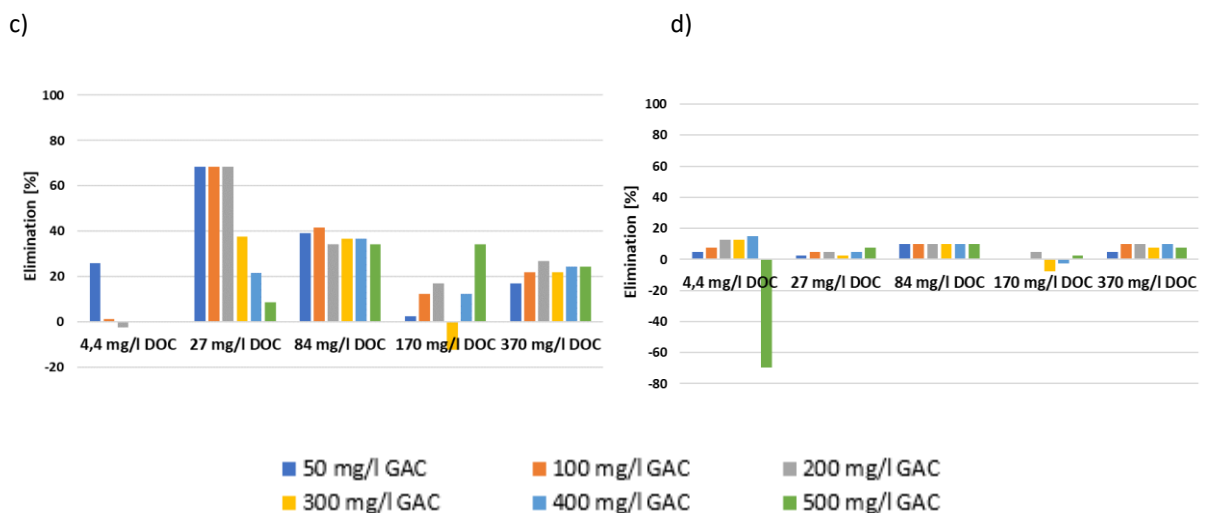 c)
d)
Elimination [%]
100
80
60
40
20
0
-20
4,4 mg/l DOC 27 mg/l DOC 84 mg/l DOC 170 mg/l DOC 370 mg/l DOC
Elimination [%]
100
80
60
40
20
0
-20
-40
-60
-80
4,4 mg/l DOC 27 mg/l DOC 84 mg/l DOC 170 mg/l DOC 370 mg/l DOC
50 mg/l GAC 100 mg/l GAC 200 mg/l GAC
300 mg/l GAC 400 mg/l GAC 500 mg/l GAC